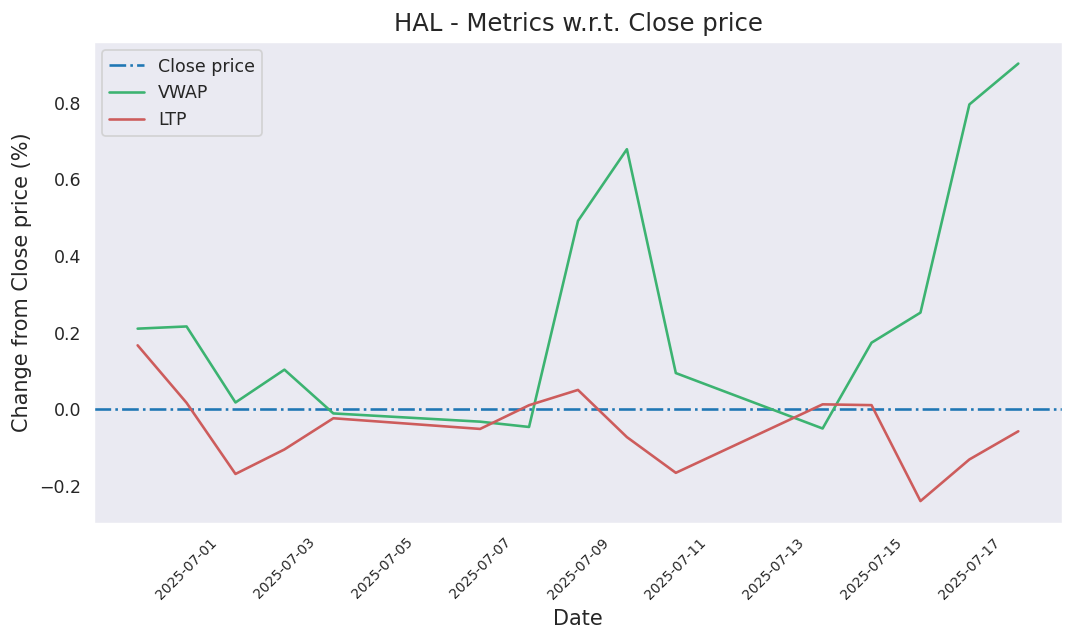 HAL - Metrics w.r.t. Close price
Close price
VWAP
LTP
Change from Close price (%)
0.8
0.6
0.4
0.2
0.0
−0.2
2025-07-01
2025-07-03
2025-07-05
2025-07-07
2025-07-09
2025-07-11
2025-07-13
2025-07-15
2025-07-17
Date